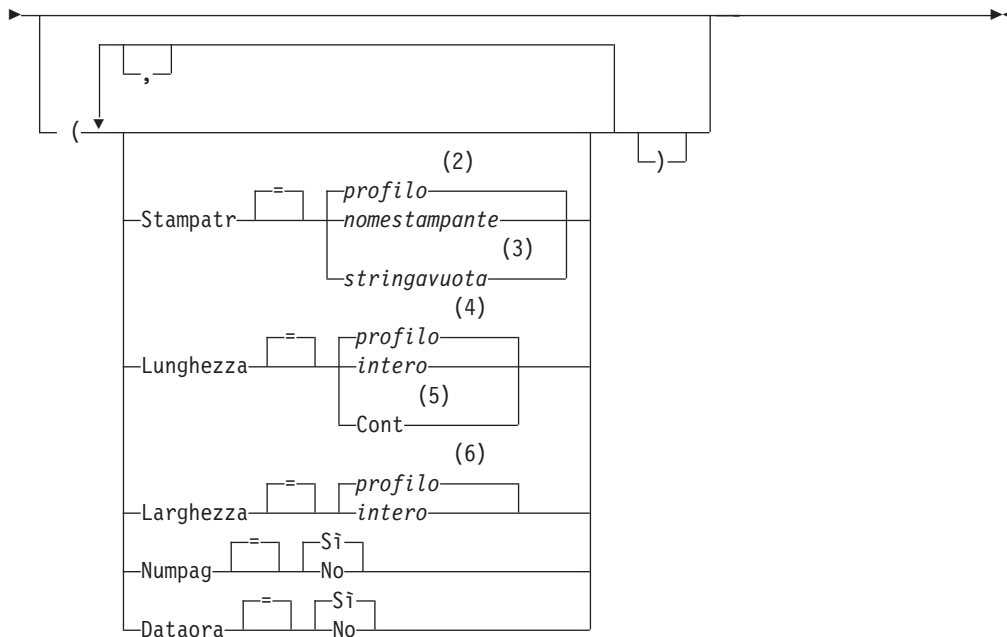 ,
(
)
(2)
= profilo
Stampatr nomestampante
(3)
stringavuota
(4)
= profilo
Lunghezza intero
(5)
Cont
(6)
= profilo
Larghezza intero
= Sì
Numpag No
= Sì
Dataora No